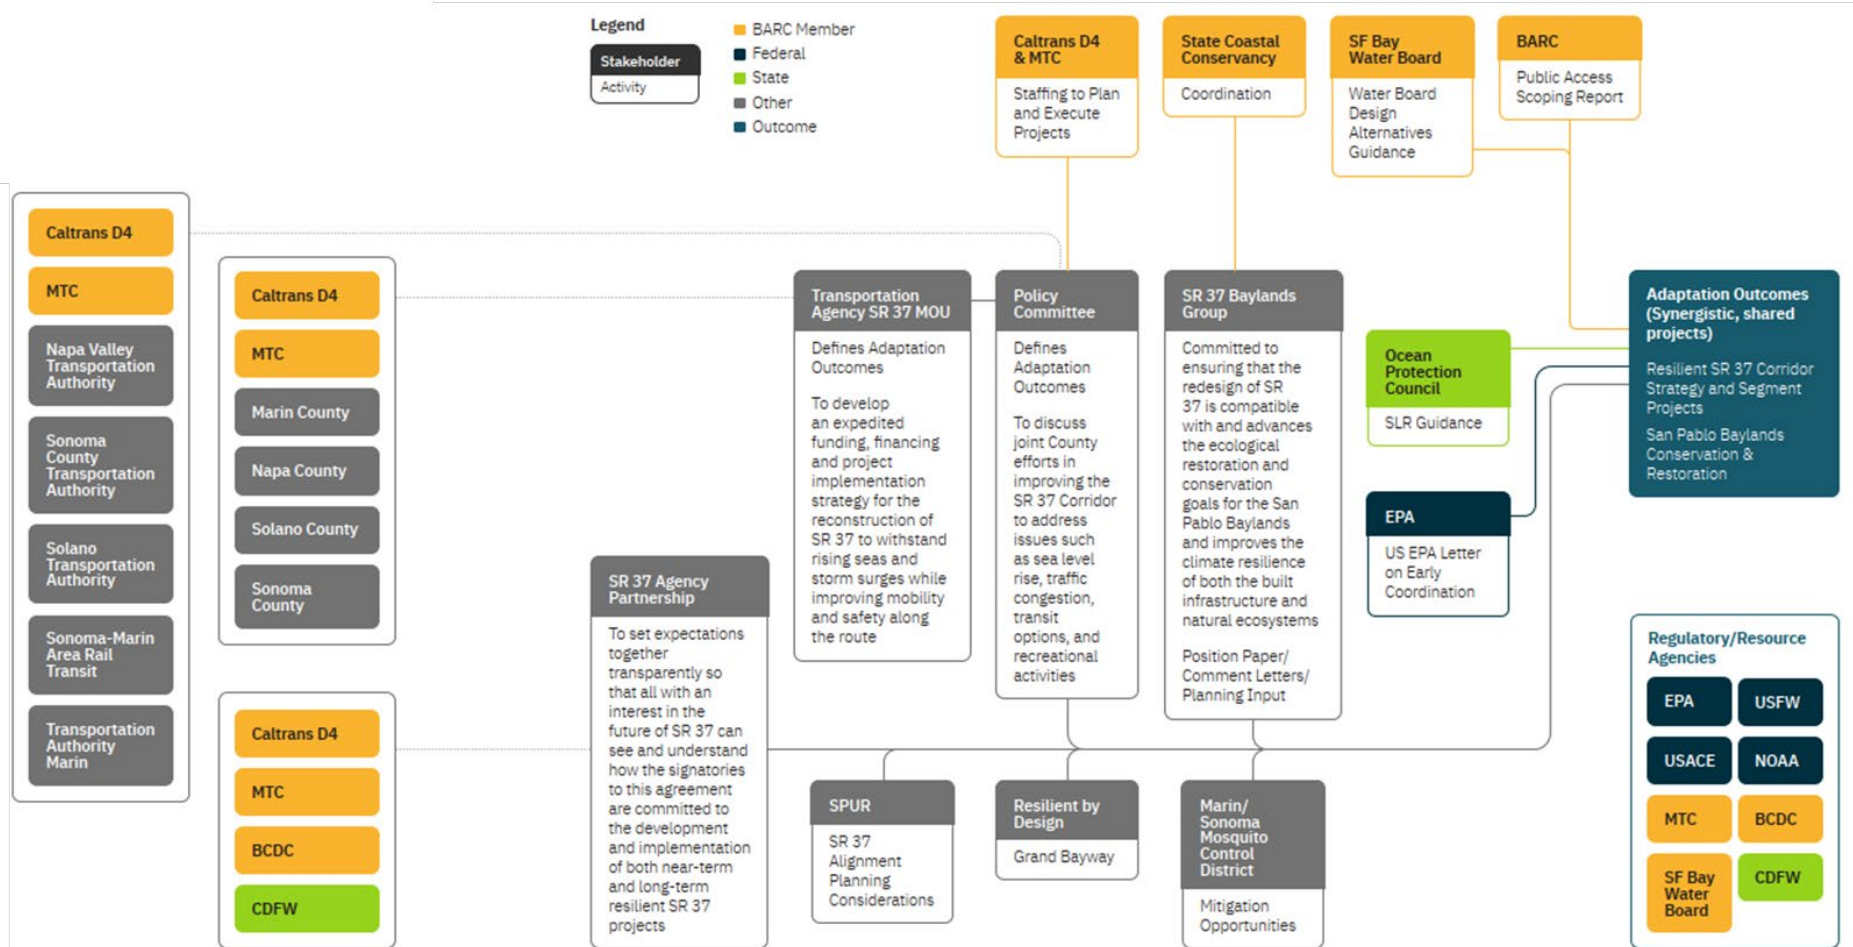 Legend
Stakeholder
Activity
BARC Member
Federal
State
Other
Outcome
Caltrans D4
& MTC
Staffing to Plan
and Execute
Projects
State Coastal
Conservancy
Coordination
SF Bay
Water Board
Water Board
Design
Alternatives
Guidance
BARC
Public Access
Scoping Report
Caltrans D4
MTC
Napa Valley
Transportation
Authority
Sonoma
County
Transportation
Authority
Solano
Transportation
Authority
Sonoma-Marin
Area Rail
Transit
Transportation
Authority
Marin
Caltrans D4
MTC
Marin County
Napa County
Solano County
Sonoma
County
Caltrans D4
MTC
BCDC
CDFW
SR 37 Agency
Partnership
To set expectations
together
transparently so
that all with an
interest in the
future of SR 37 can
see and understand
how the signatories
to this agreement
are committed to
the development
and implementation
of both near-term
and long-term
resilient SR 37
projects
Transportation
Agency SR 37 MOU
Defines Adaptation
Outcomes
To develop
an expedited
funding, financing
and project
implementation
strategy for the
reconstruction of
SR 37 to withstand
rising seas and
storm surges while
improving mobility
and safety along
the route
Policy
Committee
Defines
Adaptation
Outcomes
To discuss
joint County
efforts in
improving the
SR 37 Corridor
to address
issues such
as sea level
rise, traffic
congestion,
transit
options, and
recreational
activities
SR 37 Baylands
Group
Committed to
ensuring that the
redesign of SR
37 is compatible
with and advances
the ecological
restoration and
conservation
goals for the San
Pablo Baylands
and improves the
climate resilience
of both the built
infrastructure and
natural ecosystems
Position Paper/
Comment Letters/
Planning Input
SPUR
SR 37
Alignment
Planning
Considerations
Resilient by
Design
Grand Bayway
Marin/
Sonoma
Mosquito
Control
District
Mitigation
Opportunities
Ocean
Protection
Council
SLR Guidance
EPA
US EPA Letter
on Early
Coordination
Adaptation Outcomes
(Synergistic, shared
projects)
Resilient SR 37 Corridor
Strategy and Segment
Projects
San Pablo Baylands
Conservation &
Restoration
Regulatory/Resource
Agencies
EPA
USFW
USACE
NOAA
MTC
BCDC
SF Bay
Water
Board
CDFW